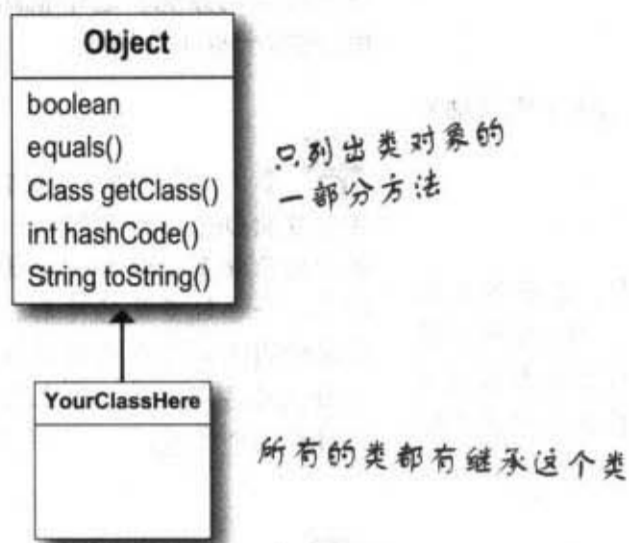 Object
boolean
equals()
Class getClass()
int hashCode()
String toString()
只列出类对象的
一部分方法
YourClassHere
所有的类都有继承这个类